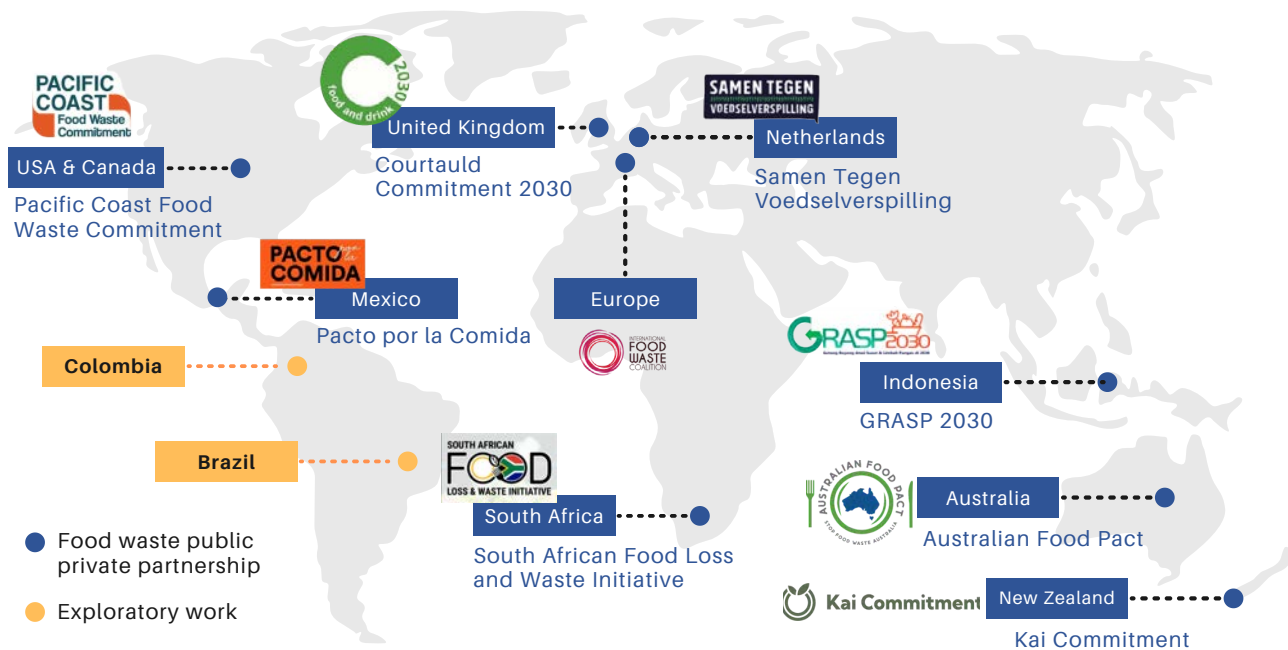 PACIFIC
COAST
Food Waste
Commitment
USA & Canada
Pacific Coast Food
Waste Commitment
2030
food and drink
United Kingdom
Courtauld
Commitment 2030
SAMEN TEGEN
VOEDSELVERSPILLING
Netherlands
Samen Tegen
Voedselverspilling
PACTO por la
COMIDA
Mexico
Pacto por la Comida
Europe
INTERNATIONAL
FOOD
WASTE
COALITION
GRASP2030
Indonesia
GRASP 2030
Colombia
Brazil
SOUTH AFRICAN
FOOD
LOSS & WASTE INITIATIVE
South Africa
South African Food Loss
and Waste Initiative
AUSTRALIAN FOOD PACT
STOP FOOD WASTE AUSTRALIA
Australia
Australian Food Pact
Kai Commitment
New Zealand
Kai Commitment
Food waste public
private partnership
Exploratory work